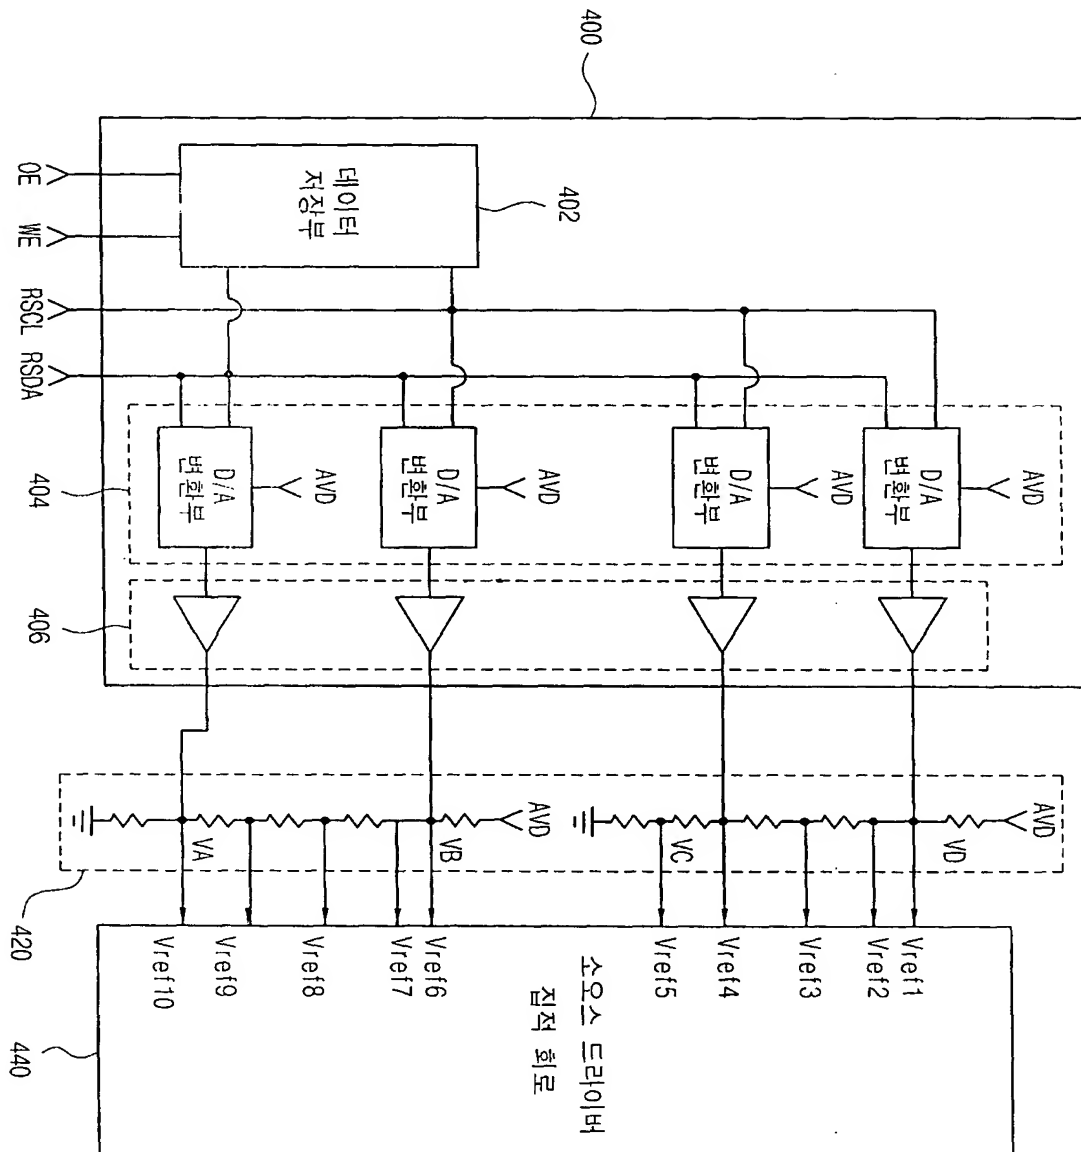 400
데이터
저장부
402
OE
WE
RSCL
RSDA
404
D/A
변환부
AVD
D/A
변환부
AVD
D/A
변환부
AVD
D/A
변환부
AVD
406
VA
VB
AVD
VC
VD
AVD
420
Vref10
Vref9
Vref8
Vref7
Vref6
Vref5
Vref4
Vref3
Vref2
Vref1
소오스 드라이버
집적 회로
440